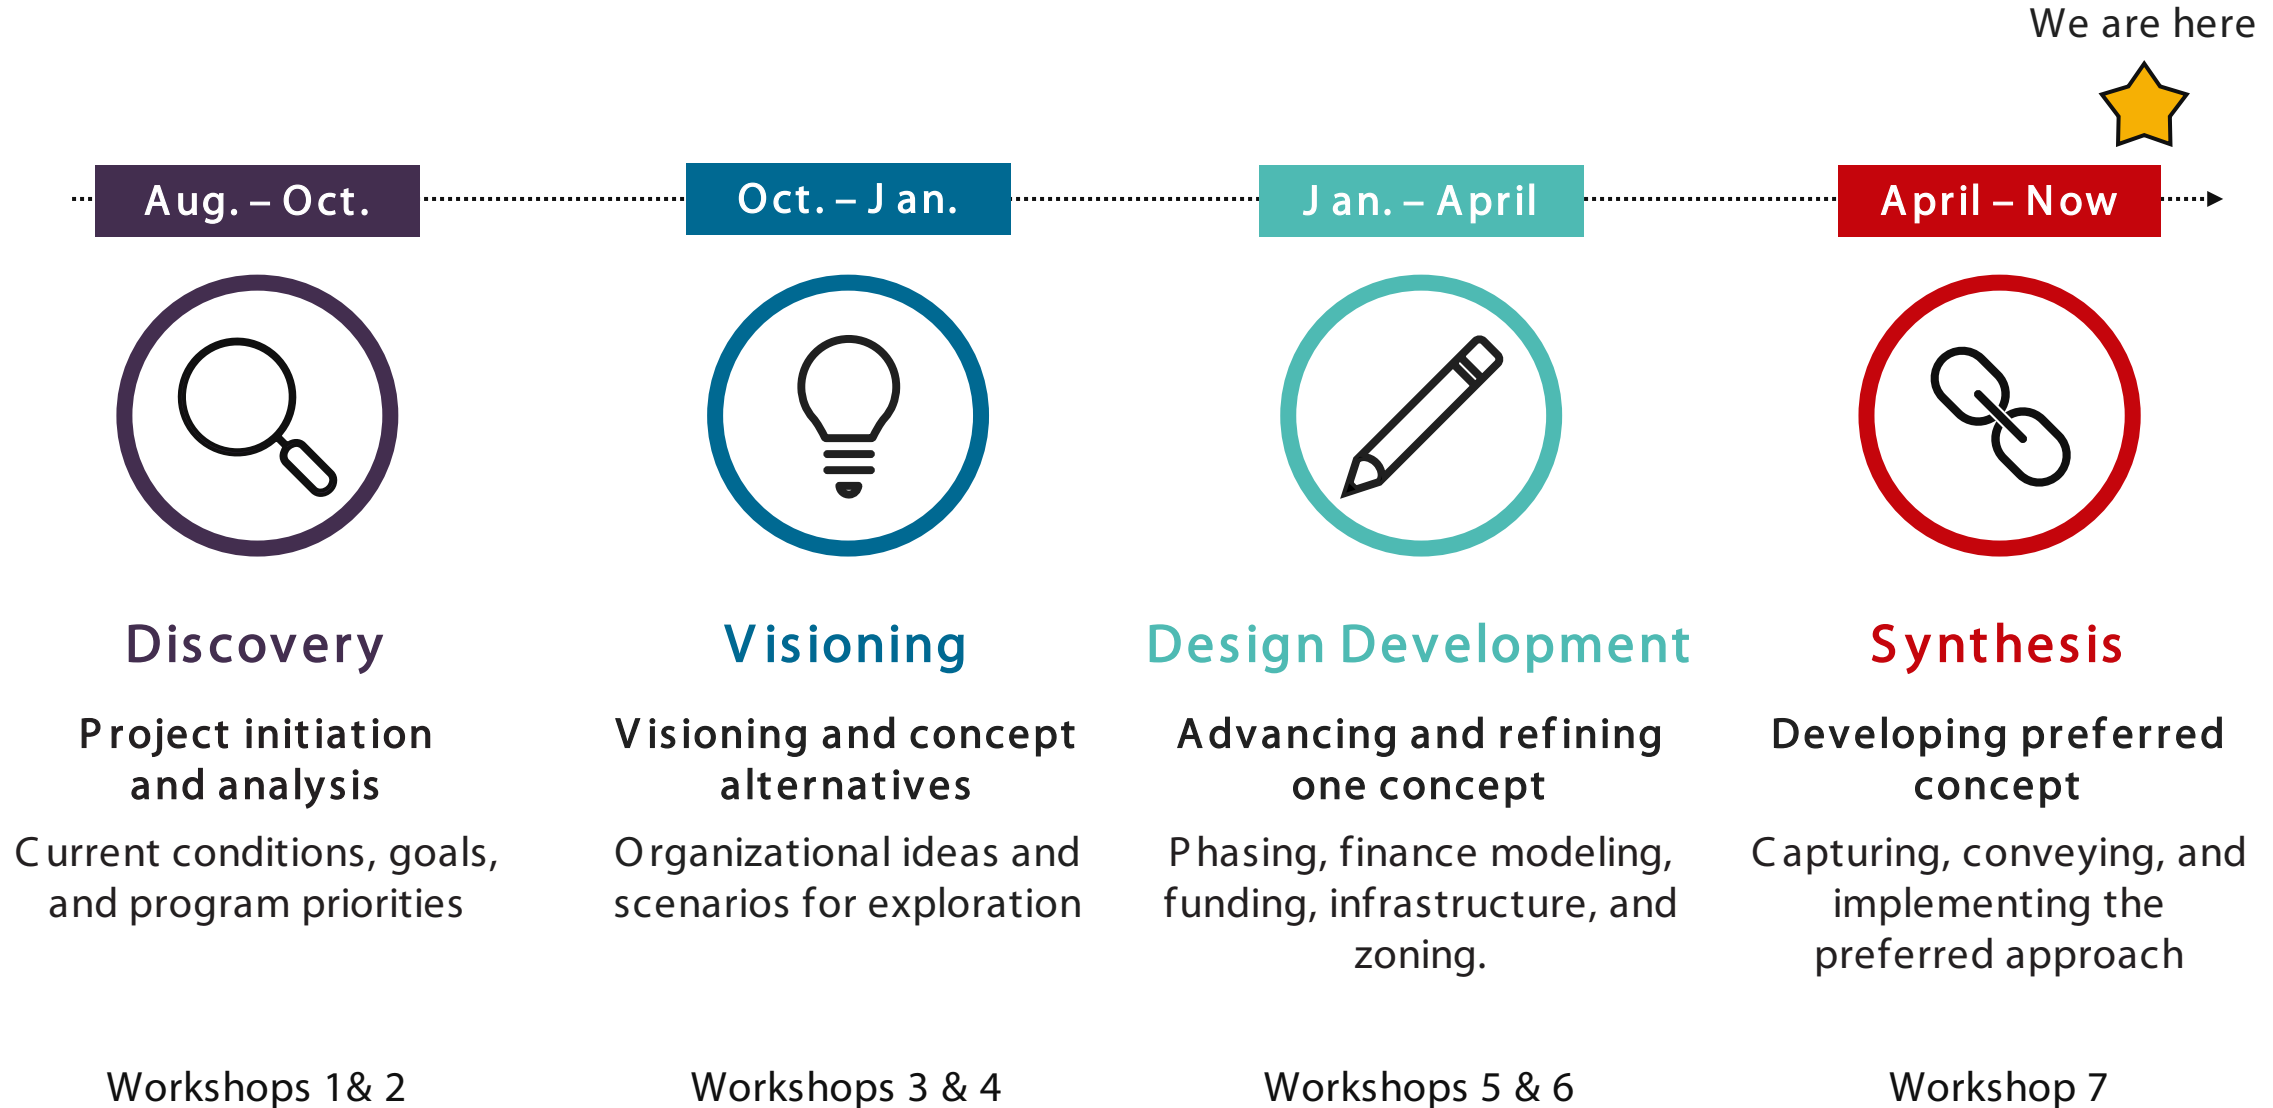 We are here
Aug. – Oct.
Oct. – Jan.
Jan. – April
April – Now
Discovery
Project initiation
and analysis
Current conditions, goals,
and program priorities
Workshops 1& 2
Visioning
Visioning and concept
alternatives
Organizational ideas and
scenarios for exploration
Workshops 3 & 4
Design Development
Advancing and refining
one concept
Phasing, finance modeling,
funding, infrastructure, and
zoning.
Workshops 5 & 6
Synthesis
Developing preferred
concept
Capturing, conveying, and
implementing the
preferred approach
Workshop 7